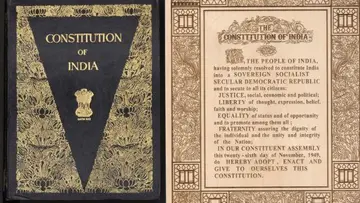 CONSTITUTION
OF
INDIA
THE
CONSTITUTION OF INDIA
WE, THE PEOPLE OF INDIA,
having solemnly resolved to constitute India
into a SOVEREIGN SOCIALIST
SECULAR DEMOCRATIC REPUBLIC
and to secure to all its citizens:
JUSTICE, social, economic and political;
LIBERTY of thought, expression, belief,
faith and worship;
EQUALITY of status and of opportunity
and to promote among them all;
FRATERNITY assuring the dignity
of the individual and the unity and integrity
of the Nation;
IN OUR CONSTITUENT ASSEMBLY
this twenty-sixth day of November, 1949, do
HEREBY ADOPT, ENACT AND
GIVE TO OURSELVES THIS
CONSTITUTION.